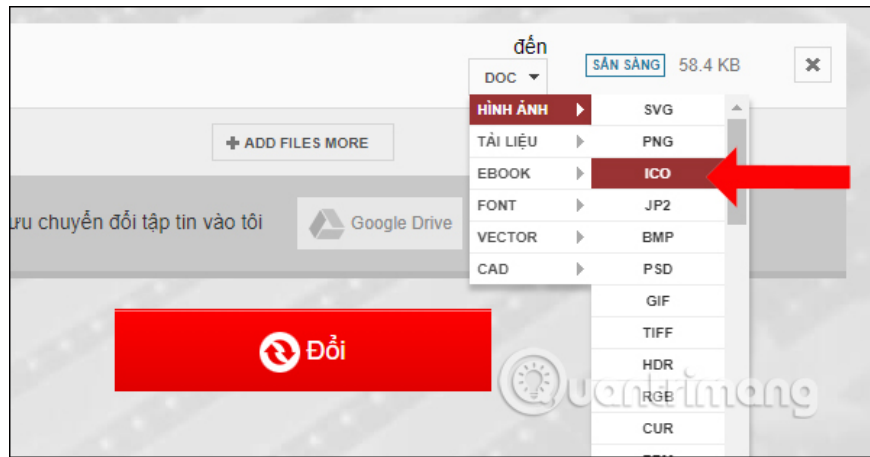 đến
DOC
SẴN SÀNG
58.4 KB
HÌNH ẢNH
TÀI LIỆU
EBOOK
FONT
VECTOR
CAD
SVG
PNG
ICO
JP2
BMP
PSD
GIF
TIFF
HDR
RGB
CUR
ADD FILES MORE
ưu chuyển đổi tập tin vào tôi
Google Drive
Đổi
Quantrimang